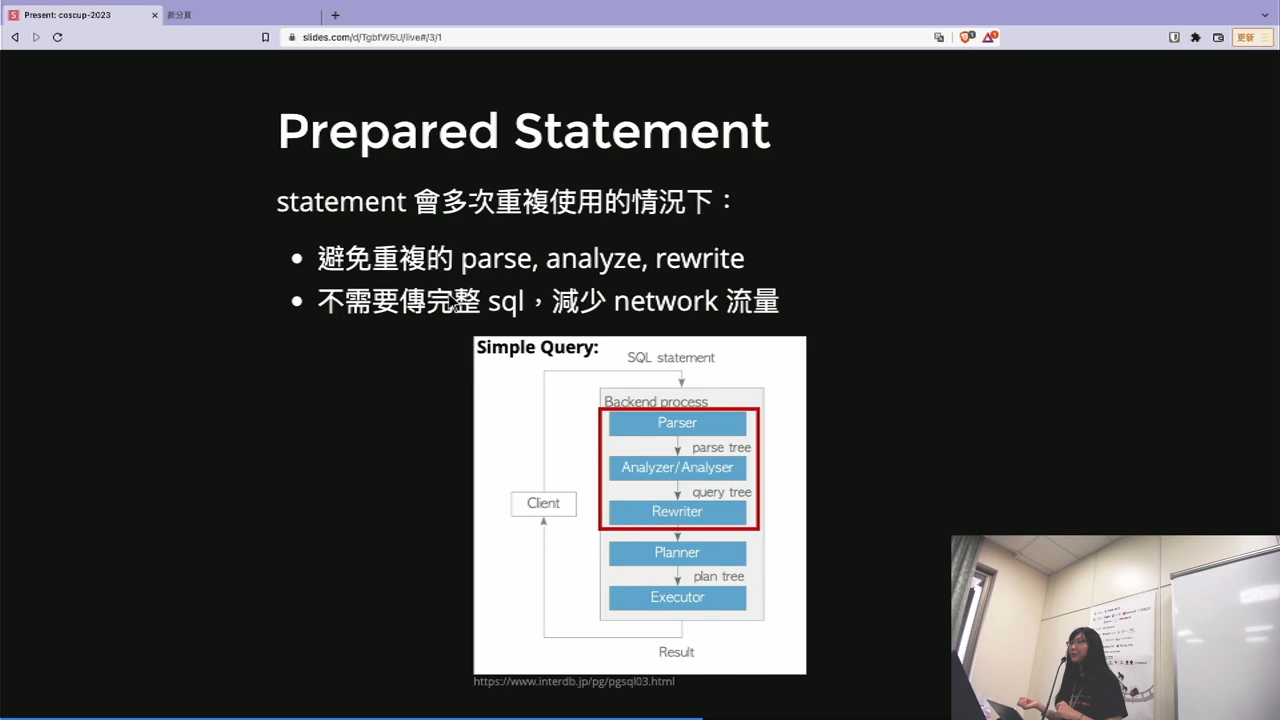 Present: coscup-2023
新分頁
slides.com/d/TgbfW5U/live#/3/1
更新
Prepared Statement
statement 會多次重複使用的情況下：
避免重複的 parse, analyze, rewrite
不需要傳完整 sql，減少 network 流量
Simple Query:
SQL statement
Backend process
Parser
parse tree
Analyzer/Analyser
query tree
Client
Rewriter
Planner
plan tree
Executor
Result
https://www.interdb.jp/pg/pgsql03.html